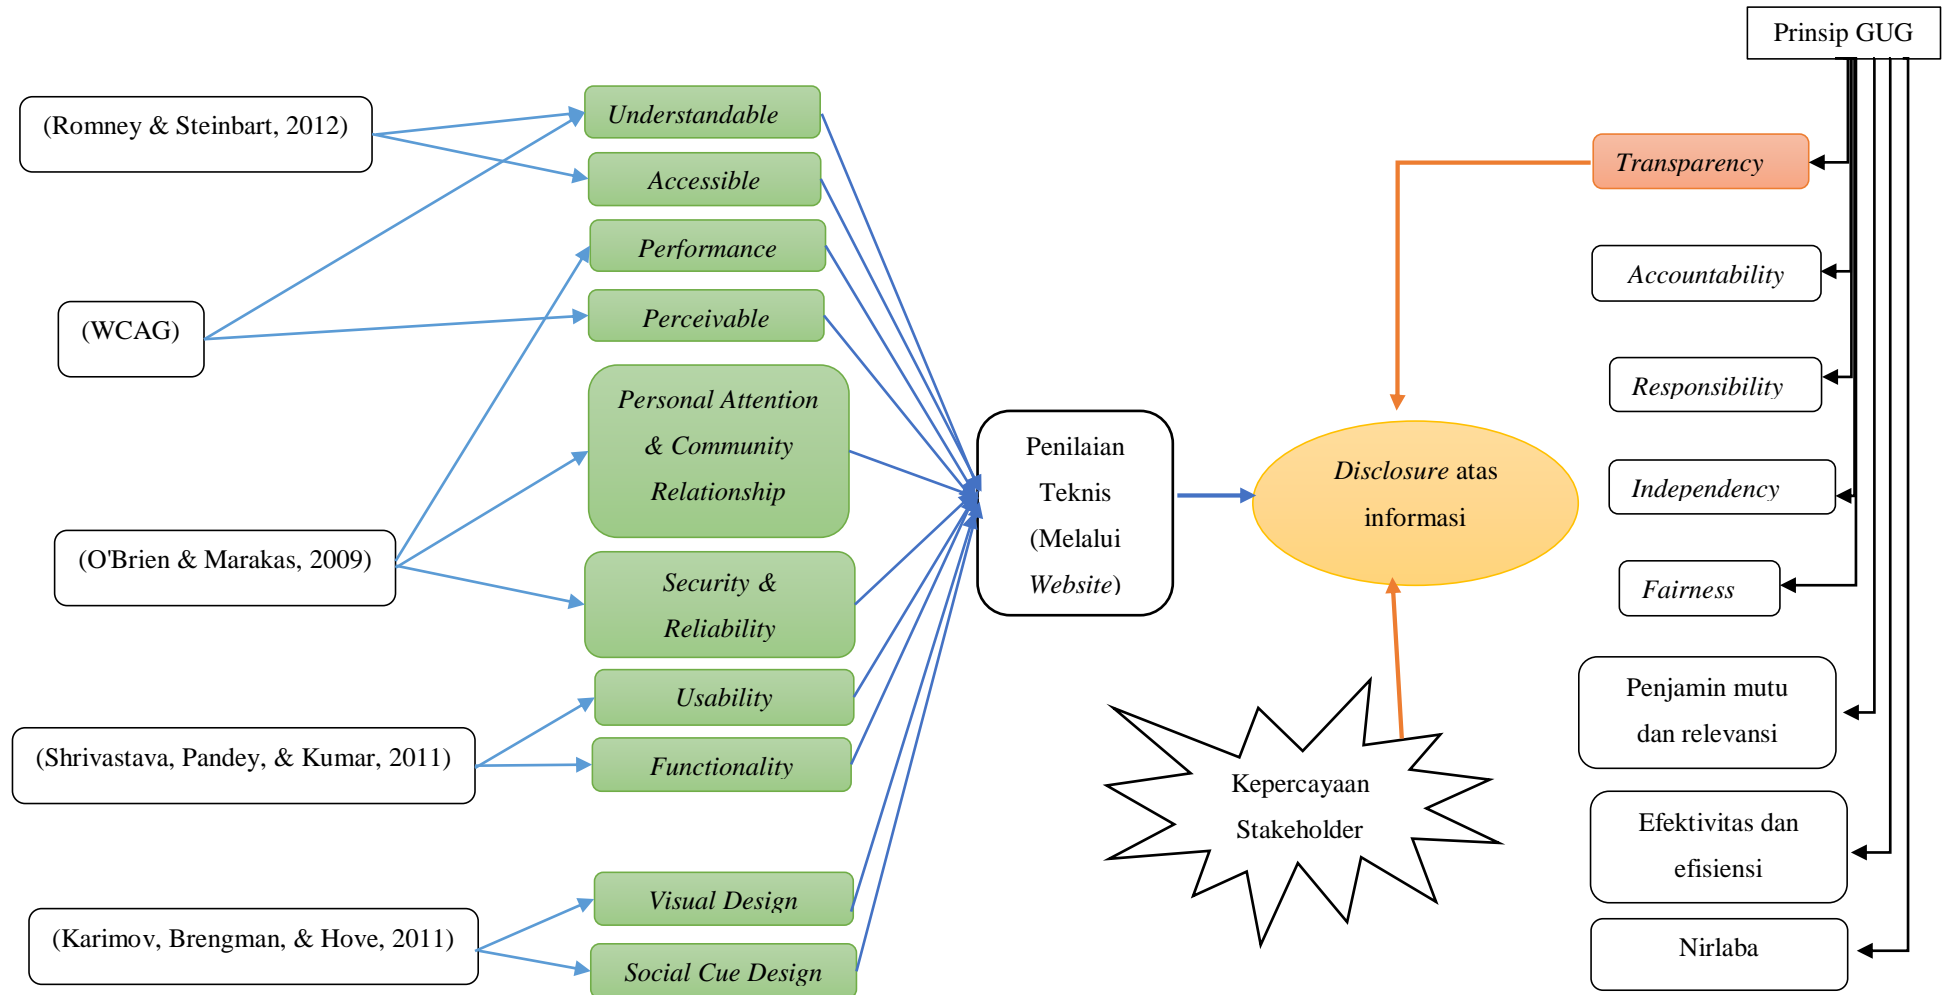 (Romney & Steinbart, 2012)
(WCAG)
(O'Brien & Marakas, 2009)
(Shrivastava, Pandey, & Kumar, 2011)
(Karimov, Brengman, & Hove, 2011)
Understandable
Accessible
Performance
Perceivable
Personal Attention
& Community
Relationship
Security &
Reliability
Usability
Functionality
Visual Design
Social Cue Design
Penilaian
Teknis
(Melalui
Website)
Disclosure atas
informasi
Kepercayaan
Stakeholder
Prinsip GUG
Transparency
Accountability
Responsibility
Independency
Fairness
Penjamin mutu
dan relevansi
Efektivitas dan
efisiensi
Nirlaba